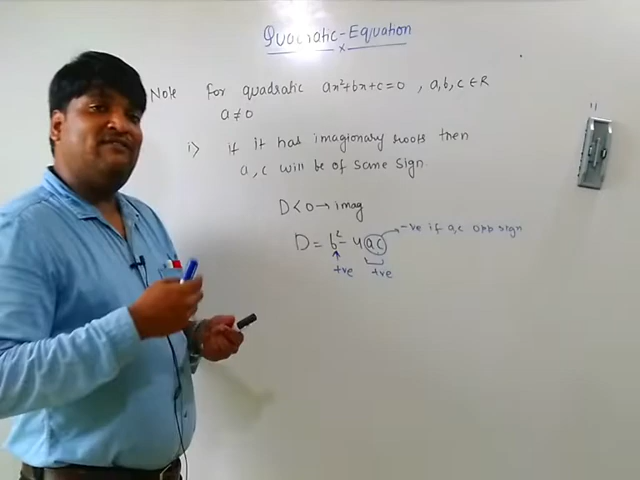 Quadratic-Equation
x
Note for quadratic ax²+bx+c=0 , a,b,c ∈ R
a≠0
i> if it has imagionary roots then
a,c will be of same sign.
D<0→imag
D = b²-4ac → -ve if a,c opp sign
+ve +ve